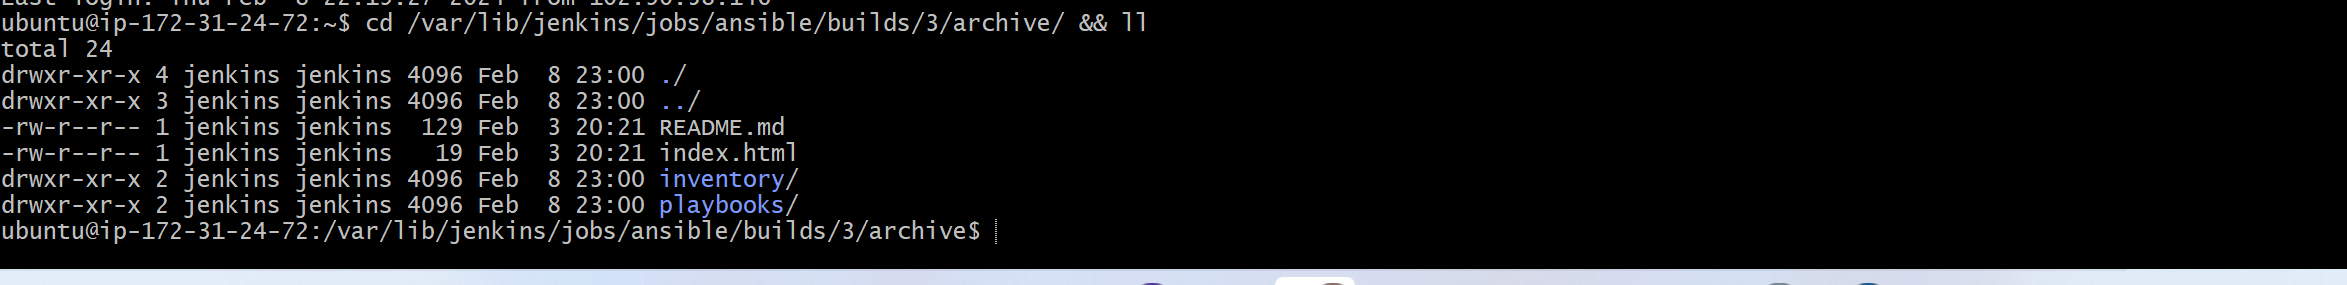 ubuntu@ip-172-31-24-72:~$ cd /var/lib/jenkins/jobs/ansible/builds/3/archive/ && ll
total 24
drwxr-xr-x 4 jenkins jenkins 4096 Feb  8 23:00 ./
drwxr-xr-x 3 jenkins jenkins 4096 Feb  8 23:00 ../
-rw-r--r-- 1 jenkins jenkins  129 Feb  3 20:21 README.md
-rw-r--r-- 1 jenkins jenkins   19 Feb  3 20:21 index.html
drwxr-xr-x 2 jenkins jenkins 4096 Feb  8 23:00 inventory/
drwxr-xr-x 2 jenkins jenkins 4096 Feb  8 23:00 playbooks/
ubuntu@ip-172-31-24-72:/var/lib/jenkins/jobs/ansible/builds/3/archive$